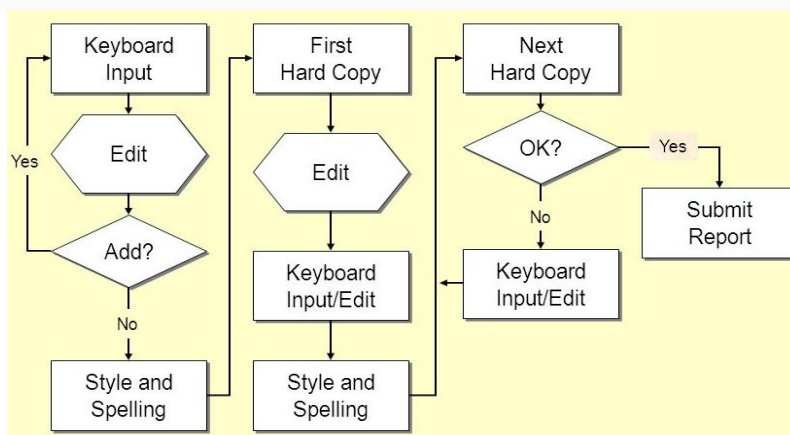 Keyboard
Input
Edit
Yes
Add?
No
Style and
Spelling
First
Hard Copy
Edit
Keyboard
Input/Edit
Style and
Spelling
Next
Hard Copy
OK?
Yes
No
Submit
Report
Keyboard
Input/Edit